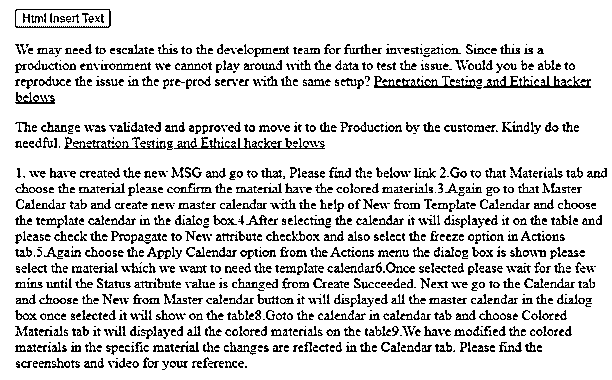 Html Insert Text
We may need to escalate this to the development team for further investigation. Since this is a
production environment we cannot play around with the data to test the issue. Would you be able to
reproduce the issue in the pre-prod server with the same setup? Penetration Testing and Ethical hacker
belows
The change was validated and approved to move it to the Production by the customer. Kindly do the
needful. Penetration Testing and Ethical hacker belows
1. we have created the new MSG and go to that, Please find the below link 2.Go to that Materials tab and
choose the material please confirm the material have the colored materials.3.Again go to that Master
Calendar tab and create new master calendar with the help of New from Template Calendar and choose
the template calendar in the dialog box.4.After selecting the calendar it will displayed it on the table and
please check the Propagate to New attribute checkbox and also select the freeze option in Actions
tab.5.Again choose the Apply Calendar option from the Actions menu the dialog box is shown please
select the material which we want to need the template calendar6.Once selected please wait for the few
mins until the Status attribute value is changed from Create Succeeded. Next we go to the Calendar tab
and choose the New from Master calendar button it will displayed all the master calendar in the dialog
box once selected it will show on the table8.Goto the calendar in calendar tab and choose Colored
Materials tab it will displayed all the colored materials on the table9.We have modified the colored
materials in the specific material the changes are reflected in the Calendar tab. Please find the
screenshots and video for your reference.